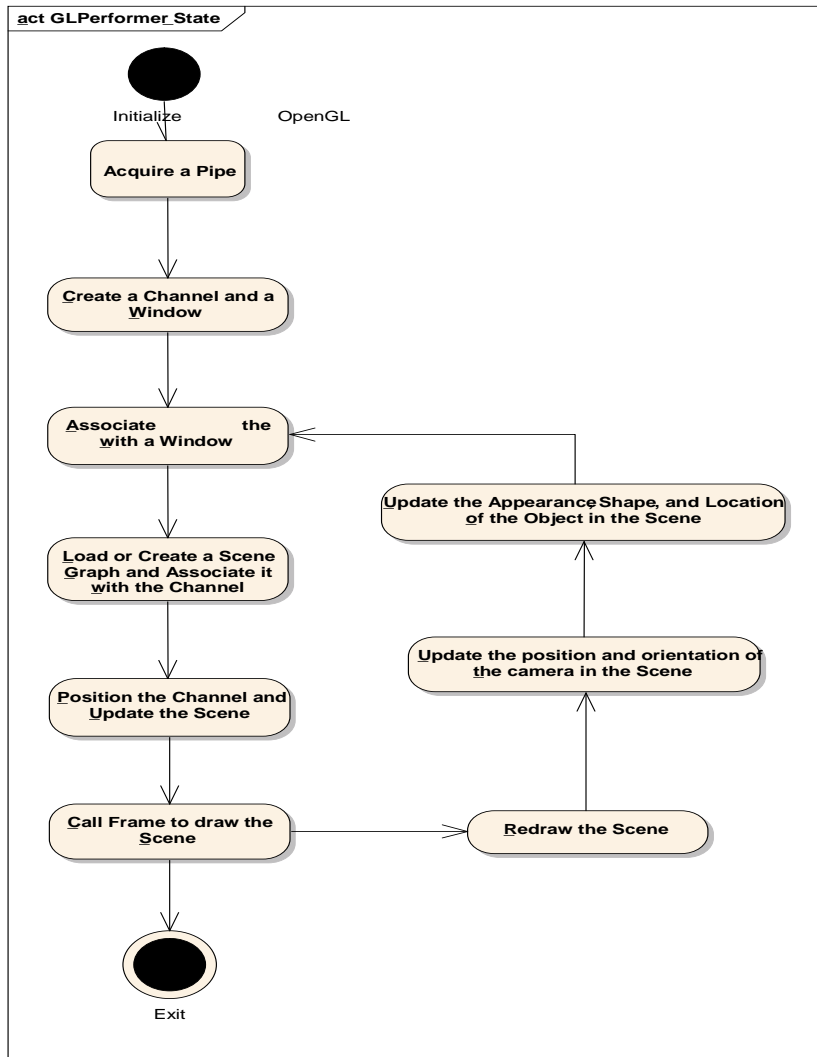 act GLPerformer_State
Initialize OpenGL
Acquire a Pipe
Create a Channel and a
Window
Associate the
with a Window
Load or Create a Scene
Graph and Associate it
with the Channel
Position the Channel and
Update the Scene
Call Frame to draw the
Scene
Exit
Update the Appearance, Shape, and Location
of the Object in the Scene
Update the position and orientation of
the camera in the Scene
Redraw the Scene